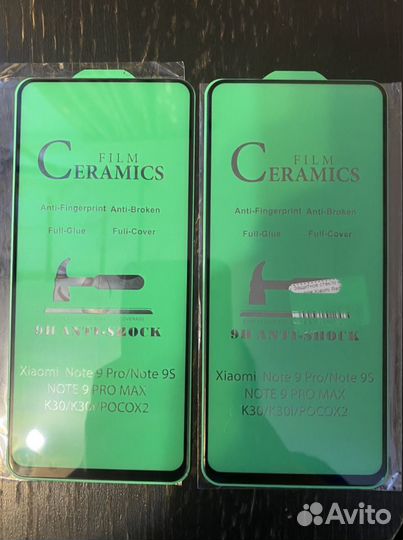 FILM
CERAMICS
Anti-Fingerprint Anti-Broken
Full-Glue Full-Cover
COVERAGE
9H ANTI-SHOCK
Xiaomi Note 9 Pro/Note 9S
NOTE 9 PRO MAX
K30/K30i/POCOX2
FILM
CERAMICS
Anti-Fingerprint Anti-Broken
Full-Glue Full-Cover
9H ANTI-SHOCK
Xiaomi Note 9 Pro/Note 9S
NOTE 9 PRO MAX
K30/K30I/POCOX2
Avito